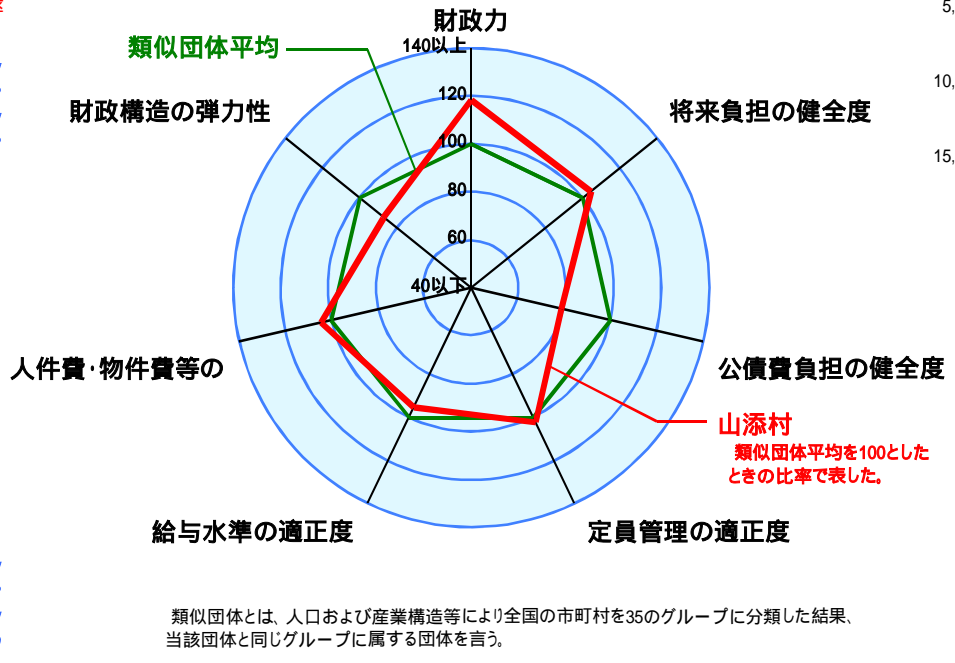 財政力
類似団体平均
140以上
財政構造の弾力性
120
将来負担の健全度
100
80
60
40以下
人件費・物件費等の
公債費負担の健全度
山添村
類似団体平均を100とした
ときの比率で表した。
給与水準の適正度
定員管理の適正度
5,
10,
15,
類似団体とは、人口および産業構造等により全国の市町村を35のグループに分類した結果、
当該団体と同じグループに属する団体を言う。